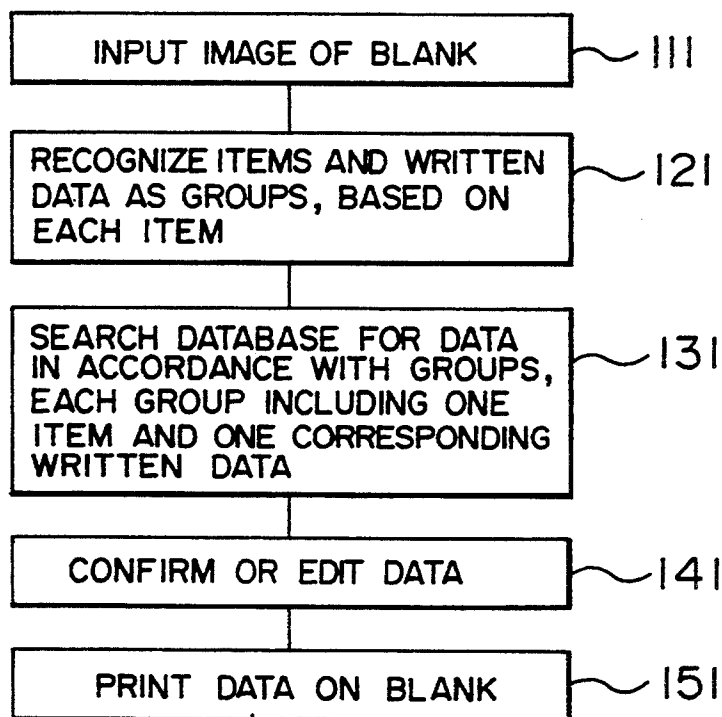 INPUT IMAGE OF BLANK 111
RECOGNIZE ITEMS AND WRITTEN 121
DATA AS GROUPS, BASED ON
EACH ITEM
SEARCH DATABASE FOR DATA 131
IN ACCORDANCE WITH GROUPS,
EACH GROUP INCLUDING ONE
ITEM AND ONE CORRESPONDING
WRITTEN DATA
CONFIRM OR EDIT DATA 141
PRINT DATA ON BLANK 151